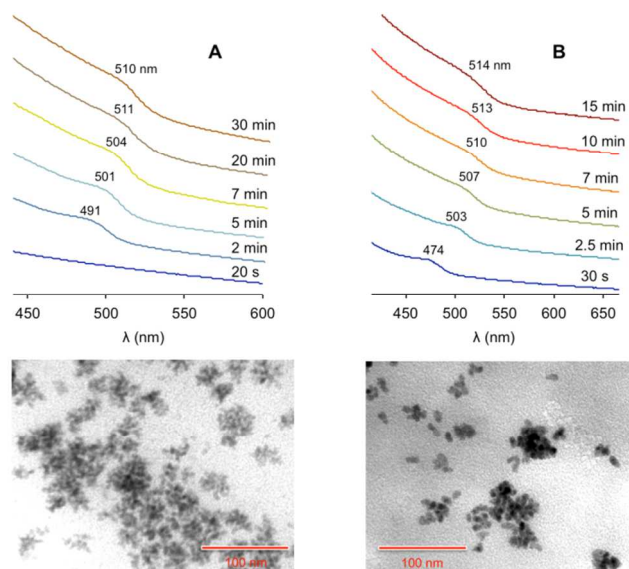 A
510 nm
511
504
501
491
30 min
20 min
7 min
5 min
2 min
20 s
450 500 550 600
λ (nm)
B
514 nm
513
510
507
503
474
15 min
10 min
7 min
5 min
2.5 min
30 s
450 500 550 600 650
λ (nm)
100 nm
100 nm